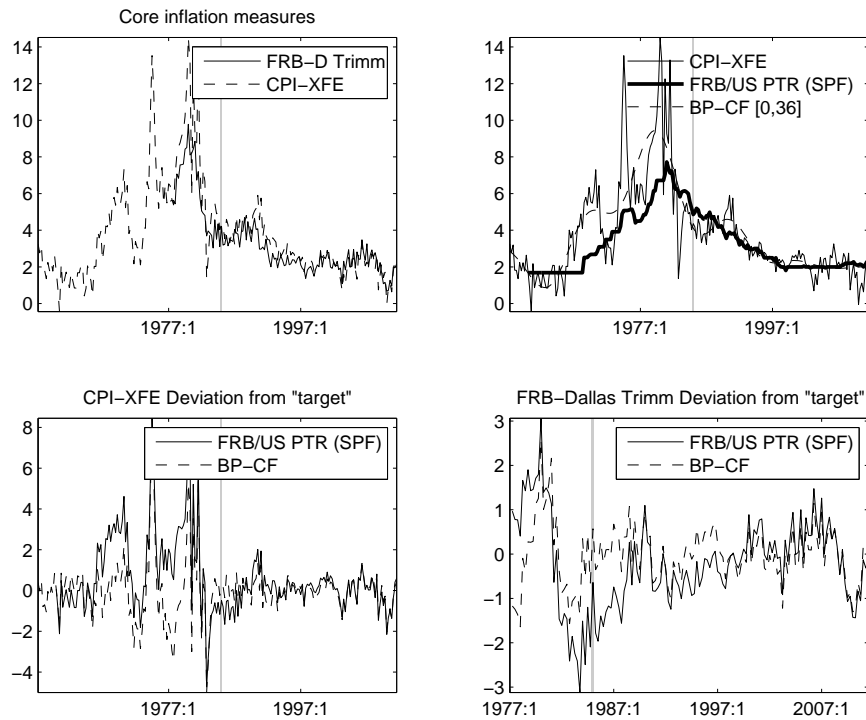 Core inflation measures
14
12
10
8
6
4
2
0
1977:1 1997:1
FRB−D Trimm
CPI−XFE
14
12
10
8
6
4
2
0
1977:1 1997:1
CPI−XFE
FRB/US PTR (SPF)
BP−CF [0,36]
CPI−XFE Deviation from "target"
8
6
4
2
0
−2
−4
1977:1 1997:1
FRB/US PTR (SPF)
BP−CF
FRB−Dallas Trimm Deviation from "target"
3
2
1
0
−1
−2
−3
1977:1 1987:1 1997:1 2007:1
FRB/US PTR (SPF)
BP−CF